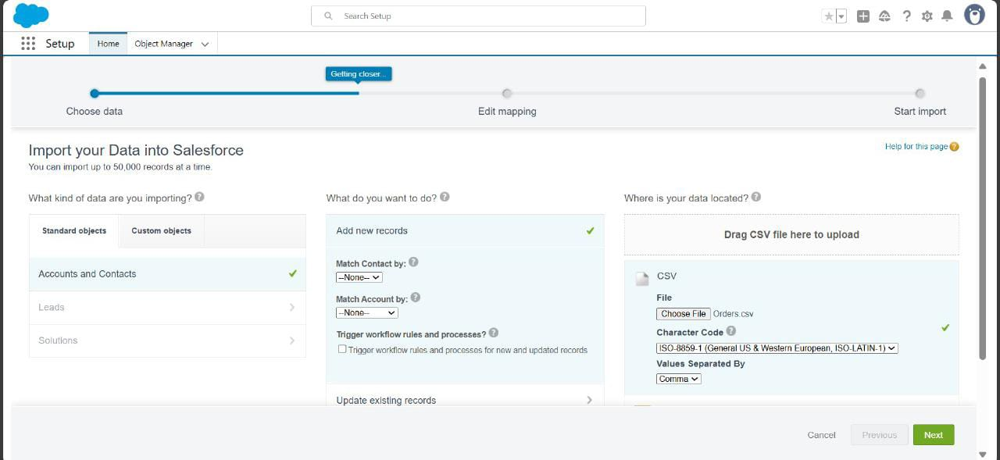 Search Setup
Setup
Home
Object Manager
Getting closer...
Choose data
Edit mapping
Start import
Import your Data into Salesforce
Help for this page ?
You can import up to 50,000 records at a time.
What kind of data are you importing? ?
Standard objects
Custom objects
Accounts and Contacts
Leads
Solutions
What do you want to do? ?
Add new records
Match Contact by: ?
--None--
Match Account by: ?
--None--
Trigger workflow rules and processes? ?
Trigger workflow rules and processes for new and updated records
Update existing records
Where is your data located? ?
Drag CSV file here to upload
CSV
File
Choose File Orders.csv
Character Code ?
ISO-8859-1 (General US & Western European, ISO-LATIN-1)
Values Separated By
Comma
Cancel
Previous
Next